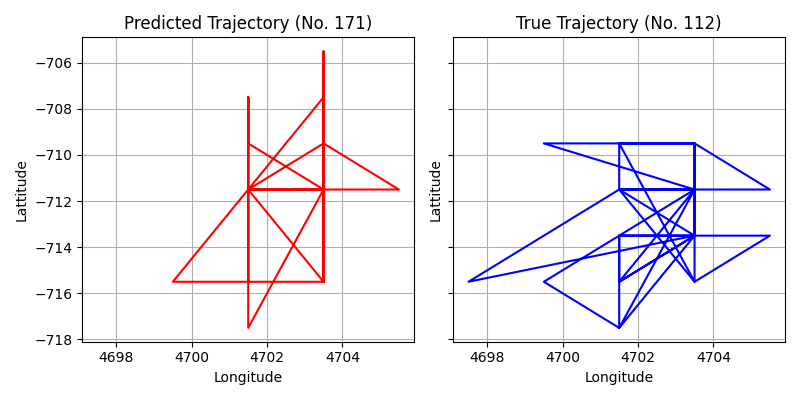 Predicted Trajectory (No. 171)
True Trajectory (No. 112)
Lattitude
−706
−708
−710
−712
−714
−716
−718
4698
4700
4702
4704
Longitude
Lattitude
4698
4700
4702
4704
Longitude